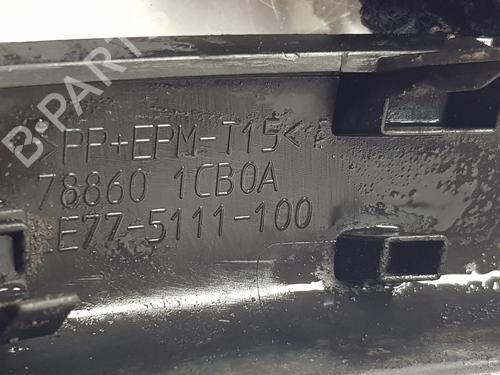 >PP+EPM-T15<
78860 1CB0A
E77-5111-100
B-PARTS